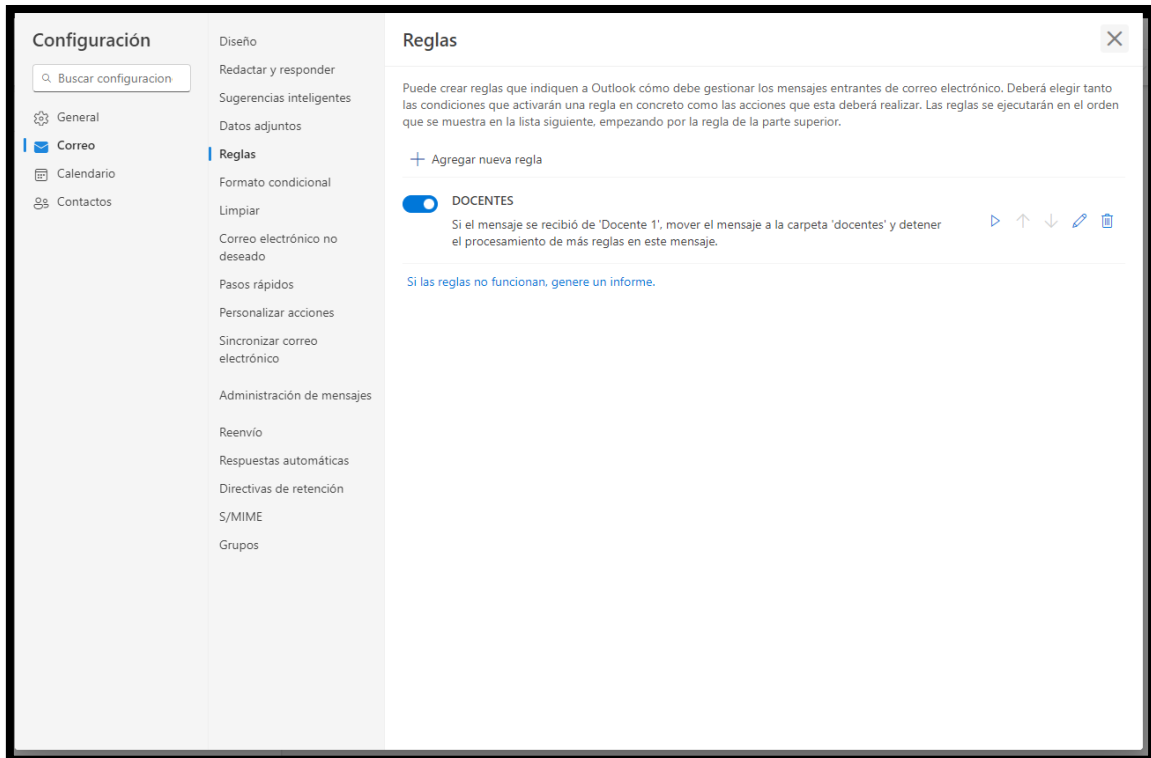 Configuración
Buscar configuracion
General
Correo
Calendario
Contactos
Diseño
Redactar y responder
Sugerencias inteligentes
Datos adjuntos
Reglas
Formato condicional
Limpiar
Correo electrónico no
deseado
Pasos rápidos
Personalizar acciones
Sincronizar correo
electrónico
Administración de mensajes
Reenvío
Respuestas automáticas
Directivas de retención
S/MIME
Grupos
Reglas
Puede crear reglas que indiquen a Outlook cómo debe gestionar los mensajes entrantes de correo electrónico. Deberá elegir tanto
las condiciones que activarán una regla en concreto como las acciones que esta deberá realizar. Las reglas se ejecutarán en el orden
que se muestra en la lista siguiente, empezando por la regla de la parte superior.
Agregar nueva regla
DOCENTES
Si el mensaje se recibió de 'Docente 1', mover el mensaje a la carpeta 'docentes' y detener
el procesamiento de más reglas en este mensaje.
Si las reglas no funcionan, genere un informe.